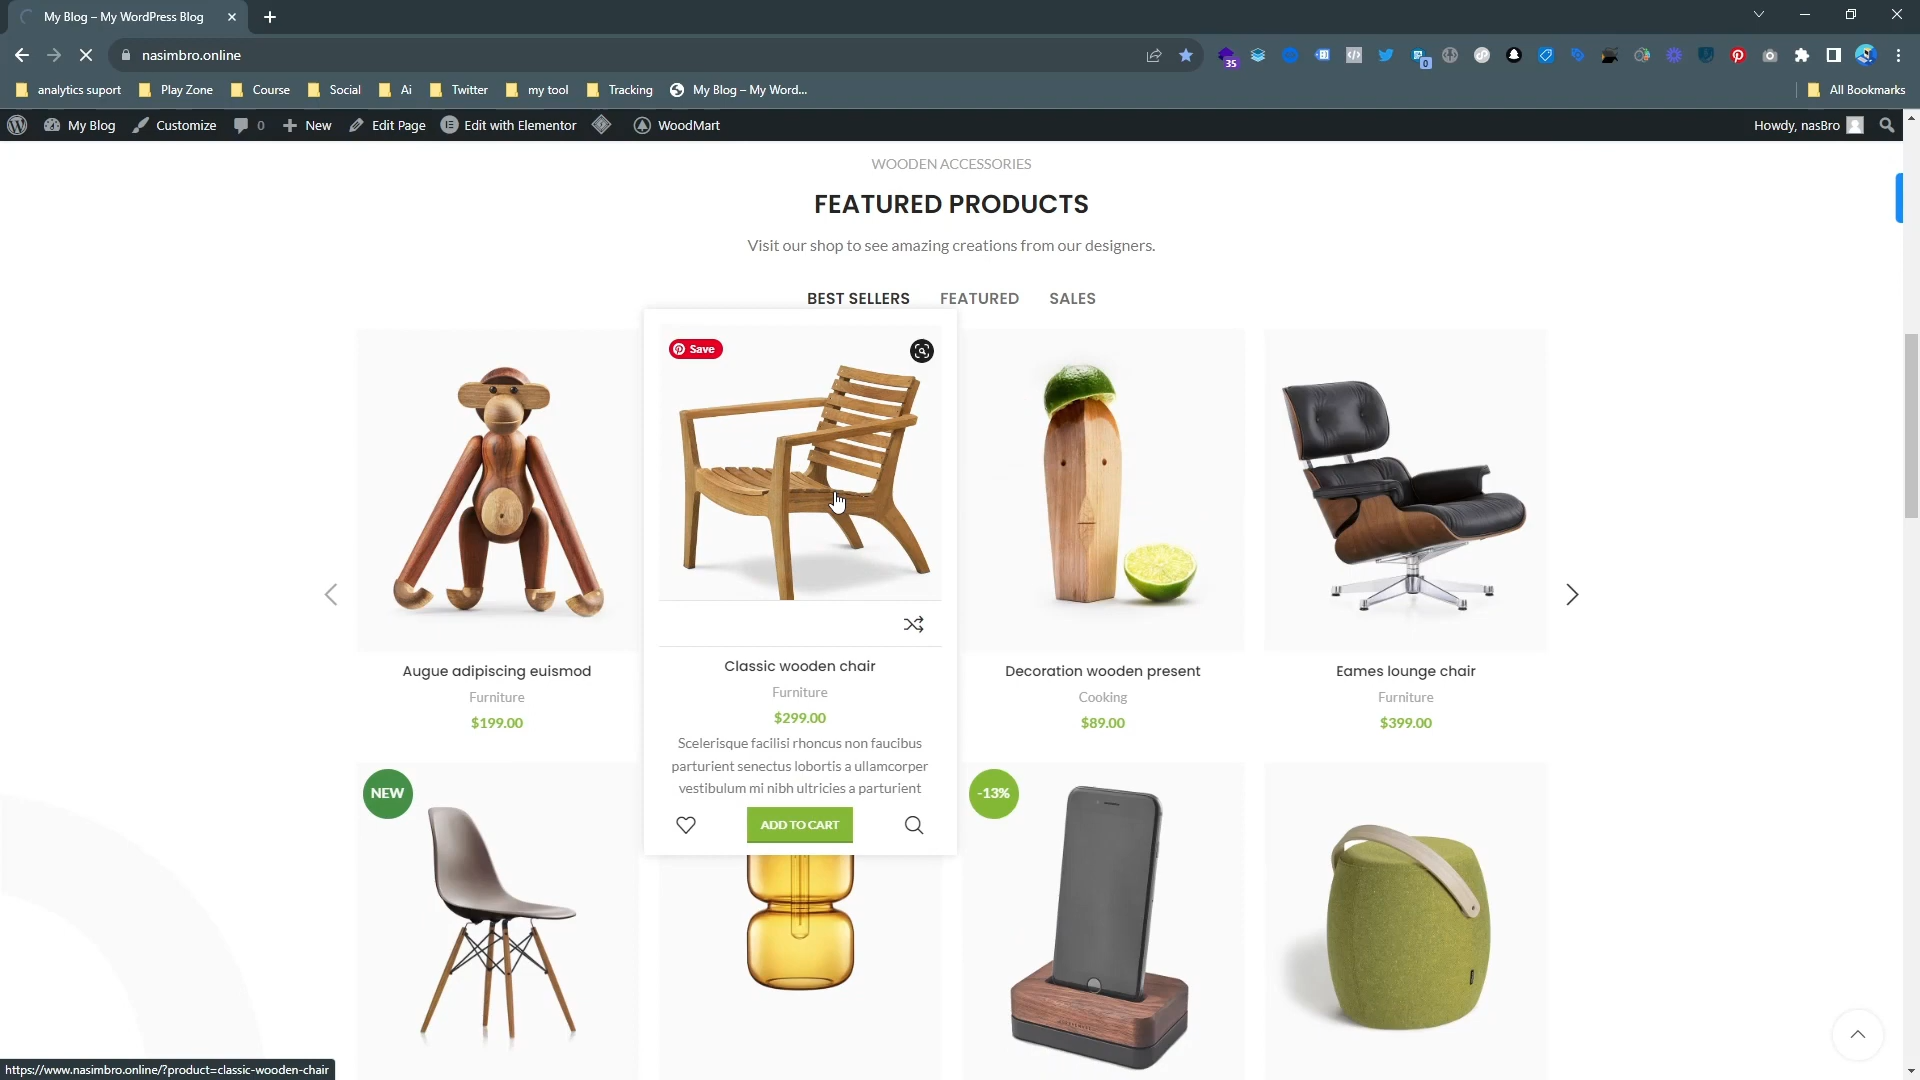 My Blog – My WordPress Blog
nasimbro.online
35
0
analytics suport
Play Zone
Course
Social
Ai
Twitter
my tool
Tracking
My Blog – My Word...
All Bookmarks
My Blog
Customize
0
New
Edit Page
Edit with Elementor
WoodMart
Howdy, nasBro
WOODEN ACCESSORIES
FEATURED PRODUCTS
Visit our shop to see amazing creations from our designers.
BEST SELLERS
FEATURED
SALES
Save
Augue adipiscing euismod
Furniture
$199.00
Classic wooden chair
Furniture
$299.00
Scelerisque facilisi rhoncus non faucibus
parturient senectus lobortis a ullamcorper
vestibulum mi nibh ultricies a parturient
ADD TO CART
Decoration wooden present
Cooking
$89.00
Eames lounge chair
Furniture
$399.00
NEW
-13%
https://www.nasimbro.online/?product=classic-wooden-chair